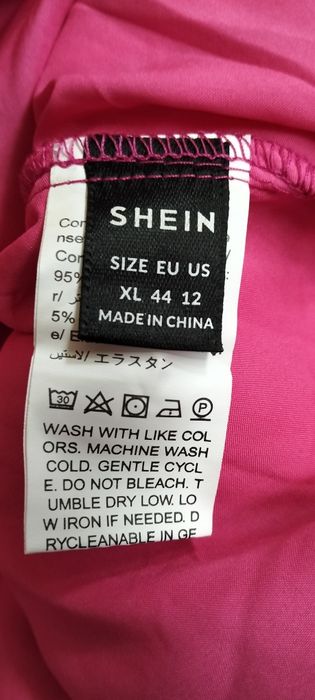 SHEIN
SIZE EU US
XL 44 12
MADE IN CHINA
95%
5%
エラスタン
30
P
WASH WITH LIKE COL
ORS. MACHINE WASH
COLD. GENTLE CYCL
E. DO NOT BLEACH. T
UMBLE DRY LOW. LO
W IRON IF NEEDED. D
RYCLEANABLE IN GE